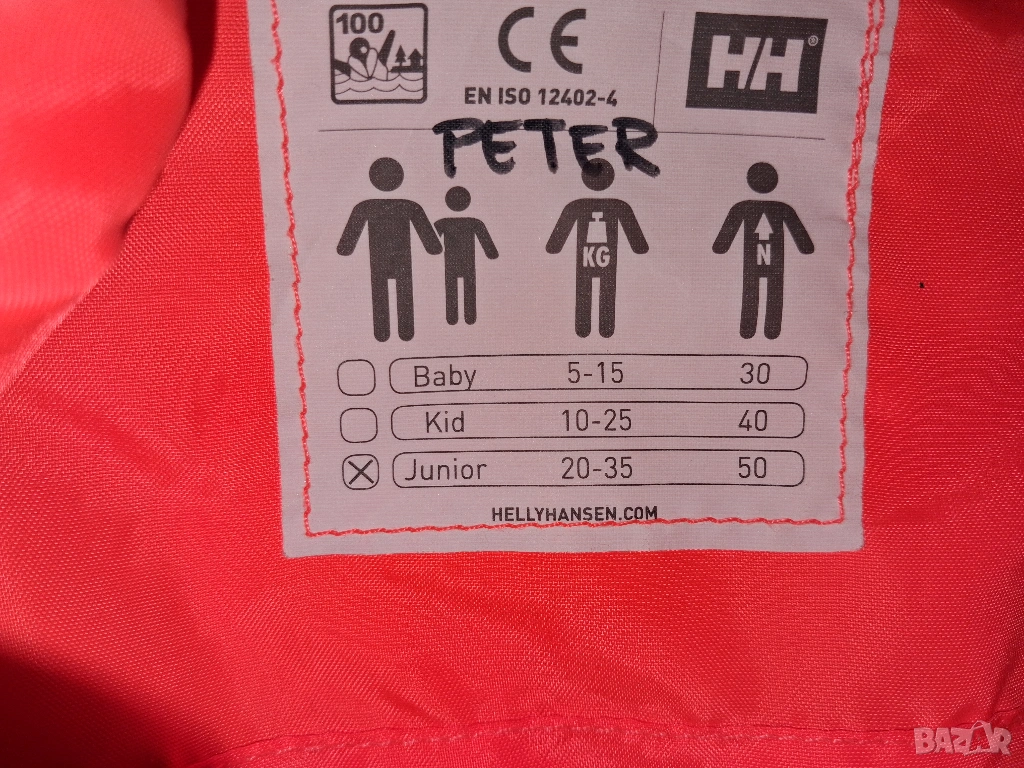 100 CE H/H®
EN ISO 12402-4
PETER
KG N
Baby 5-15 30
Kid 10-25 40
Junior 20-35 50
HELLYHANSEN.COM
BAZAR